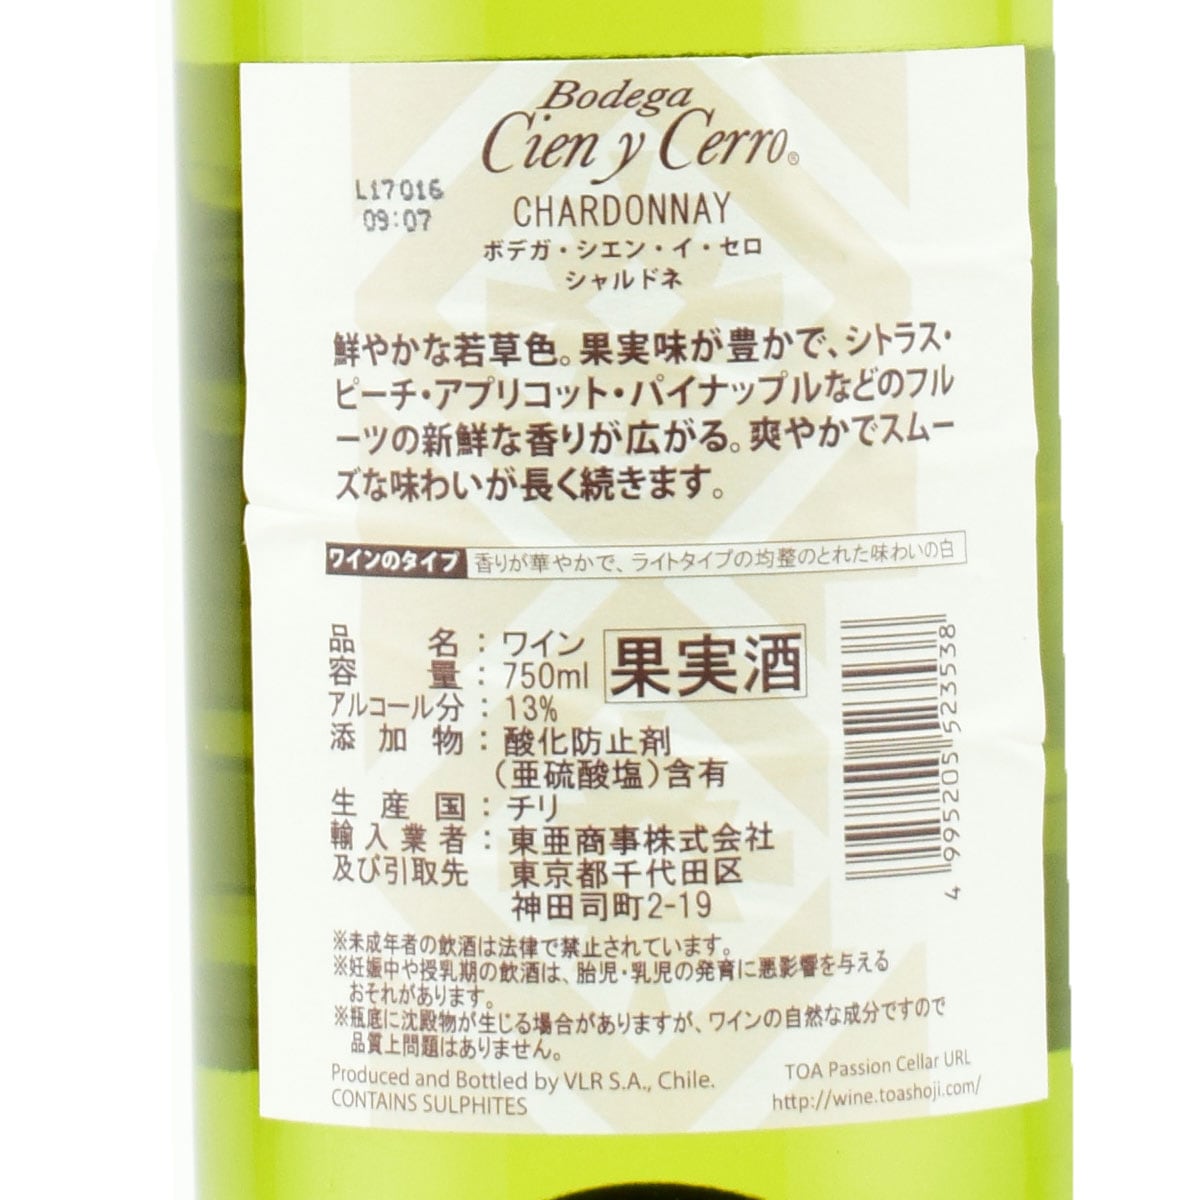 Bodega
Cien y Cerro®
L17016
09:07
CHARDONNAY
ボデガ・シエン・イ・セロ
シャルドネ
鮮やかな若草色。果実味が豊かで、シトラス・
ピーチ・アプリコット・パイナップルなどのフル
ーツの新鮮な香りが広がる。爽やかでスムー
ズな味わいが長く続きます。
ワインのタイプ 香りが華やかで、ライトタイプの均整のとれた味わいの白
品名：ワイン
容量：750ml
果実酒
アルコール分：13%
添加物：酸化防止剤
（亜硫酸塩）含有
生産国：チリ
輸入業者：東亜商事株式会社
及び引取先 東京都千代田区
神田司町2-19
4 995205 523538
※未成年者の飲酒は法律で禁止されています。
※妊娠中や授乳期の飲酒は、胎児・乳児の発育に悪影響を与える
おそれがあります。
※瓶底に沈殿物が生じる場合がありますが、ワインの自然な成分ですので
品質上問題はありません。
Produced and Bottled by VLR S.A., Chile.
CONTAINS SULPHITES
TOA Passion Cellar URL
http://wine.toashoji.com/